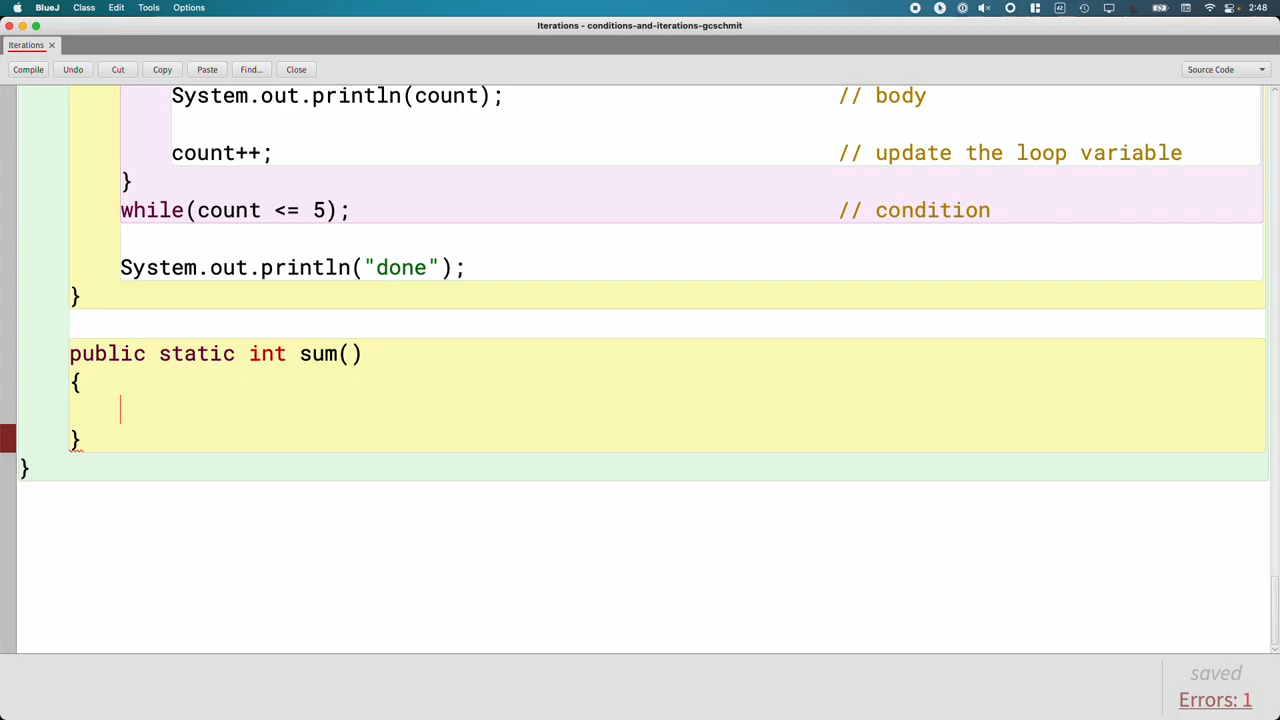 BlueJ Class Edit Tools Options 2:48
Iterations - conditions-and-iterations-gcschmit
Iterations
Compile Undo Cut Copy Paste Find... Close Source Code
System.out.println(count); // body
count++; // update the loop variable
}
while(count <= 5); // condition
System.out.println("done");
}
public static int sum()
{
}
}
saved
Errors: 1